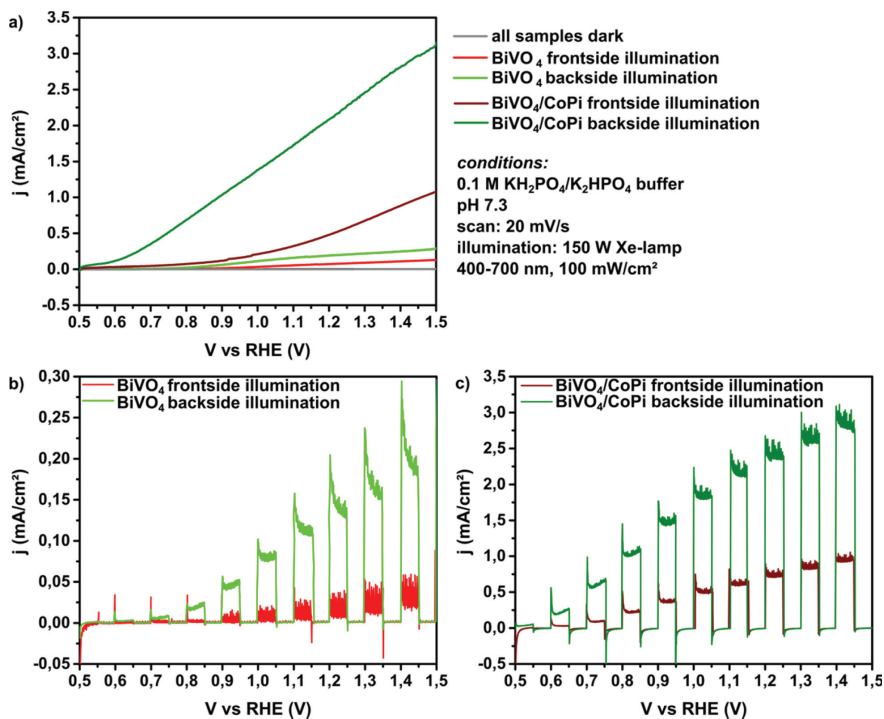 a)
3.5
3.0
2.5
2.0
1.5
1.0
0.5
0.0
-0.5
j (mA/cm²)
0.5 0.6 0.7 0.8 0.9 1.0 1.1 1.2 1.3 1.4 1.5
V vs RHE (V)
all samples dark
BiVO₄ frontside illumination
BiVO₄ backside illumination
BiVO₄/CoPi frontside illumination
BiVO₄/CoPi backside illumination
conditions:
0.1 M KH₂PO₄/K₂HPO₄ buffer
pH 7.3
scan: 20 mV/s
illumination: 150 W Xe-lamp
400-700 nm, 100 mW/cm²
b)
0,30
0,25
0,20
0,15
0,10
0,05
0,00
-0,05
j (mA/cm²)
BiVO₄ frontside illumination
BiVO₄ backside illumination
0,5 0,6 0,7 0,8 0,9 1,0 1,1 1,2 1,3 1,4 1,5
V vs RHE (V)
c)
3,5
3,0
2,5
2,0
1,5
1,0
0,5
0,0
-0,5
j (mA/cm²)
BiVO₄/CoPi frontside illumination
BiVO₄/CoPi backside illumination
0,5 0,6 0,7 0,8 0,9 1,0 1,1 1,2 1,3 1,4 1,5
V vs RHE (V)